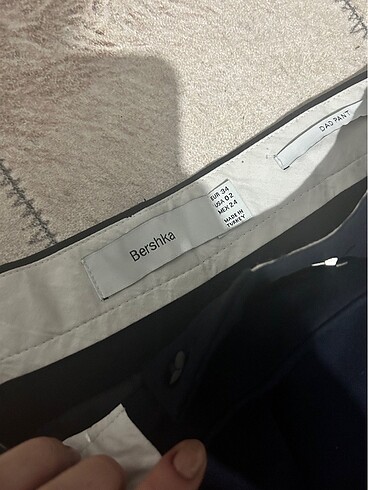 Bershka
EUR 34
USA 02
MEX 24
MADE IN
TURKEY
DAD PANT